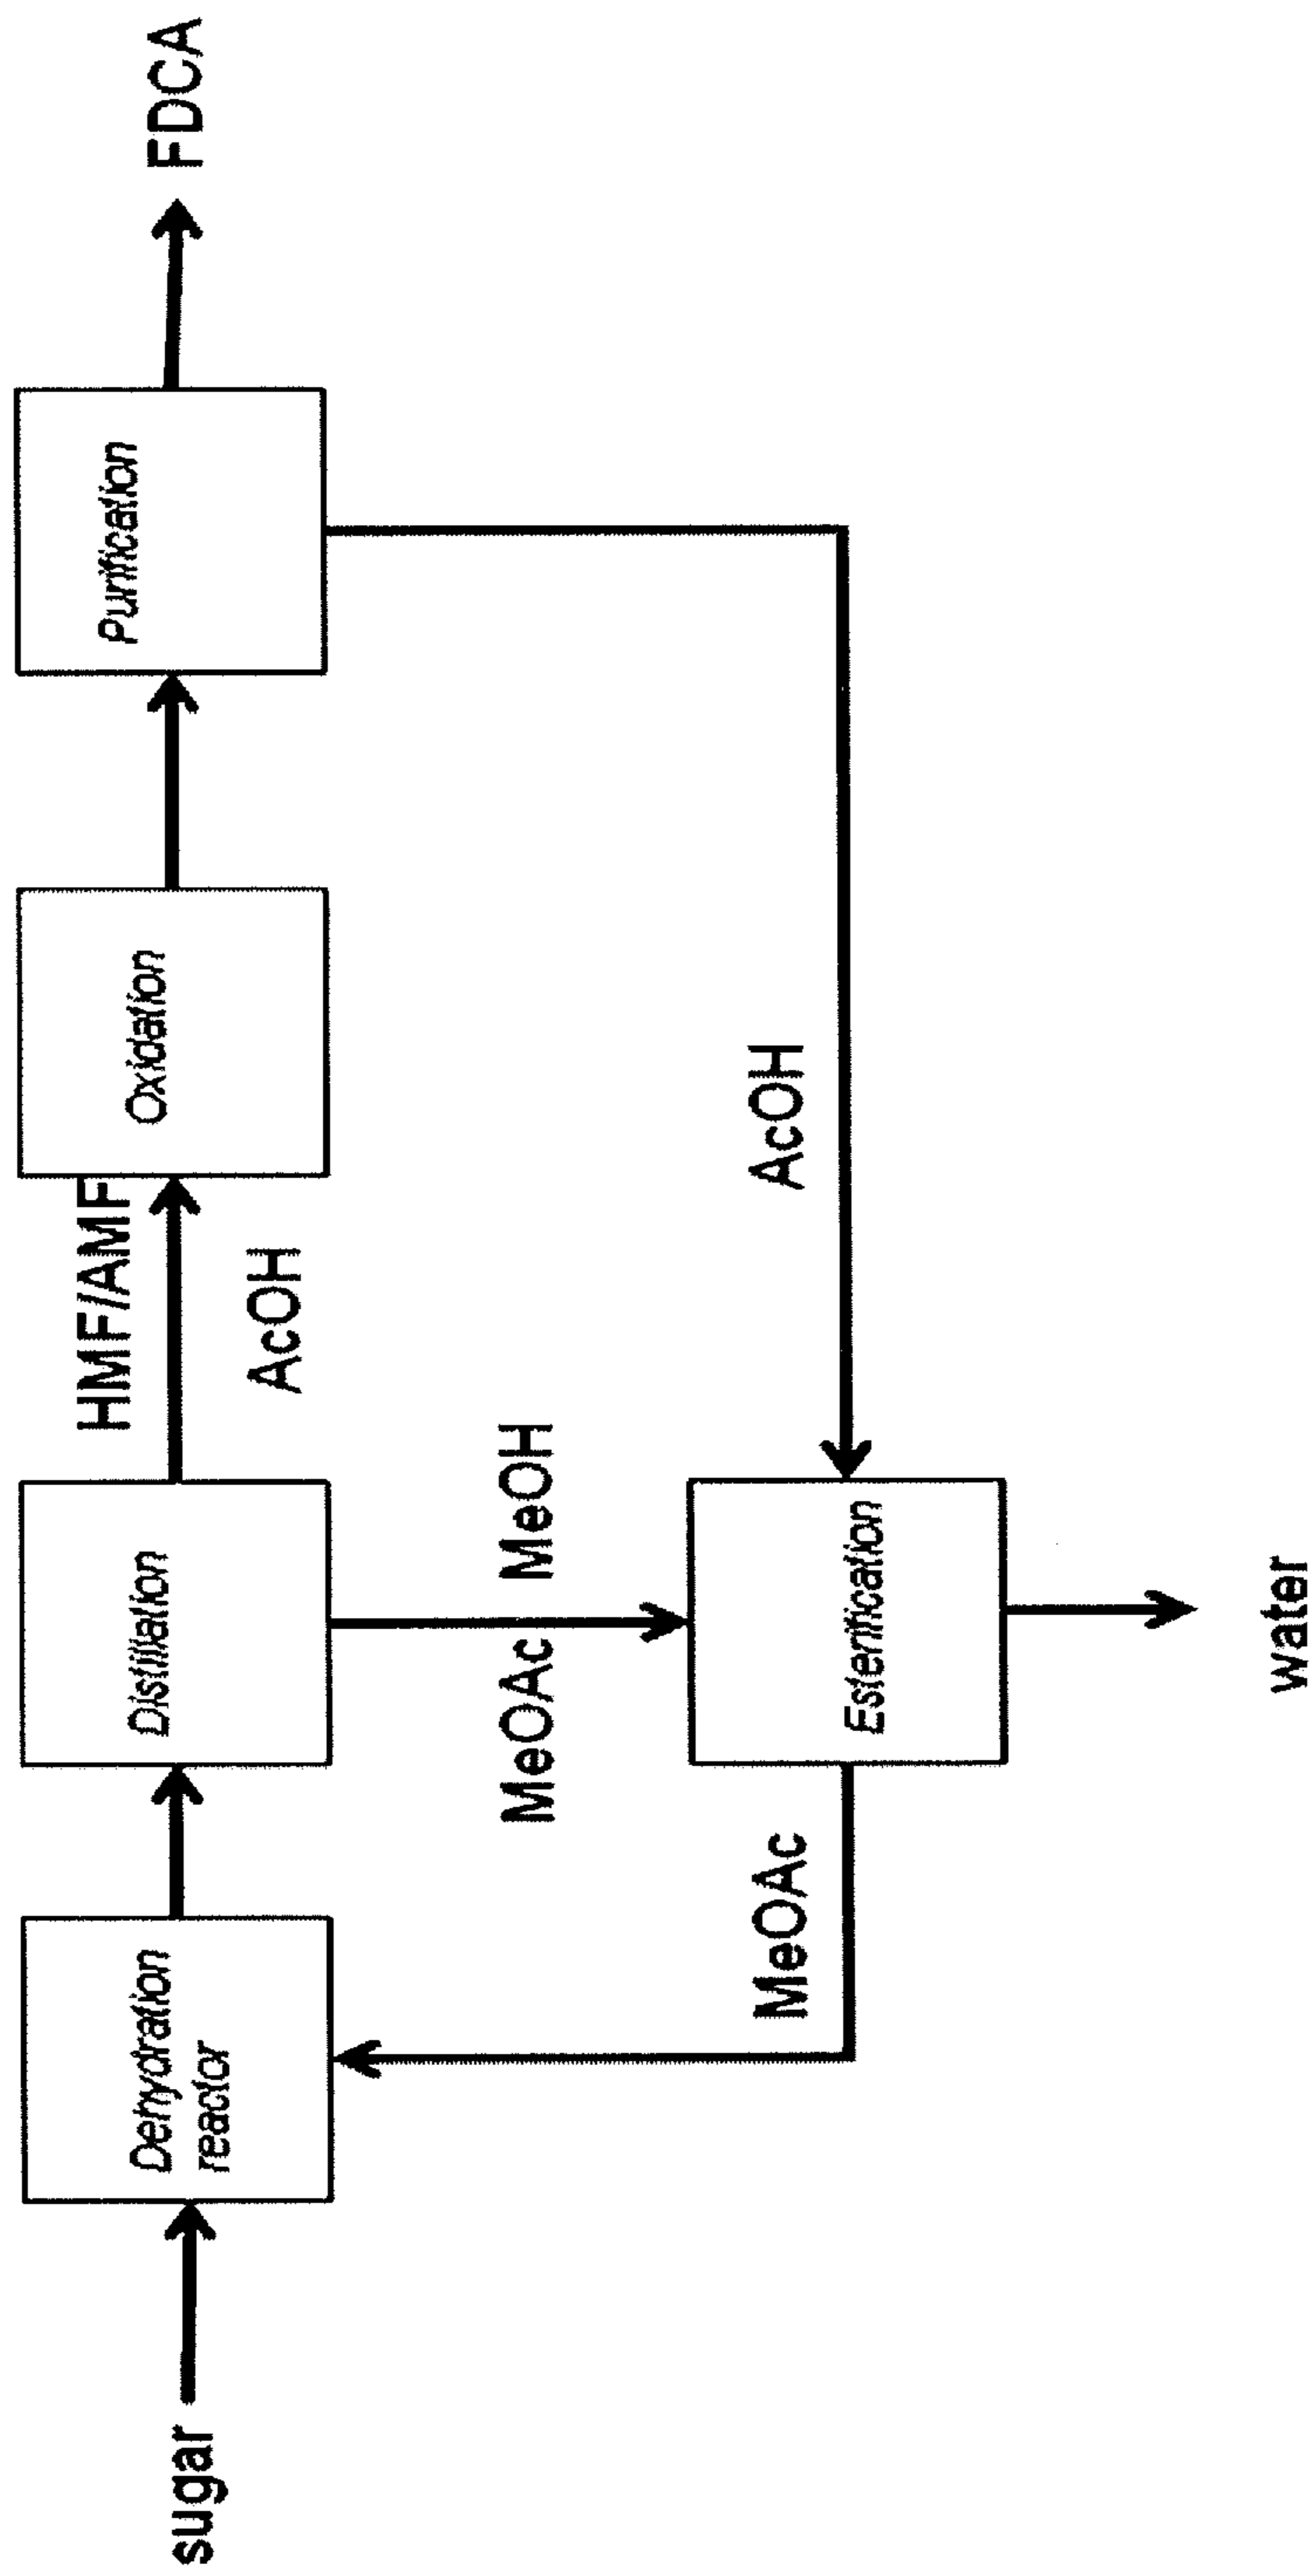 sugar
Dehydration
reactor
Distillation
HMF/AMF
AcOH
Oxidation
Purification
FDCA
MeOAc MeOH
MeOAc
Esterification
AcOH
water